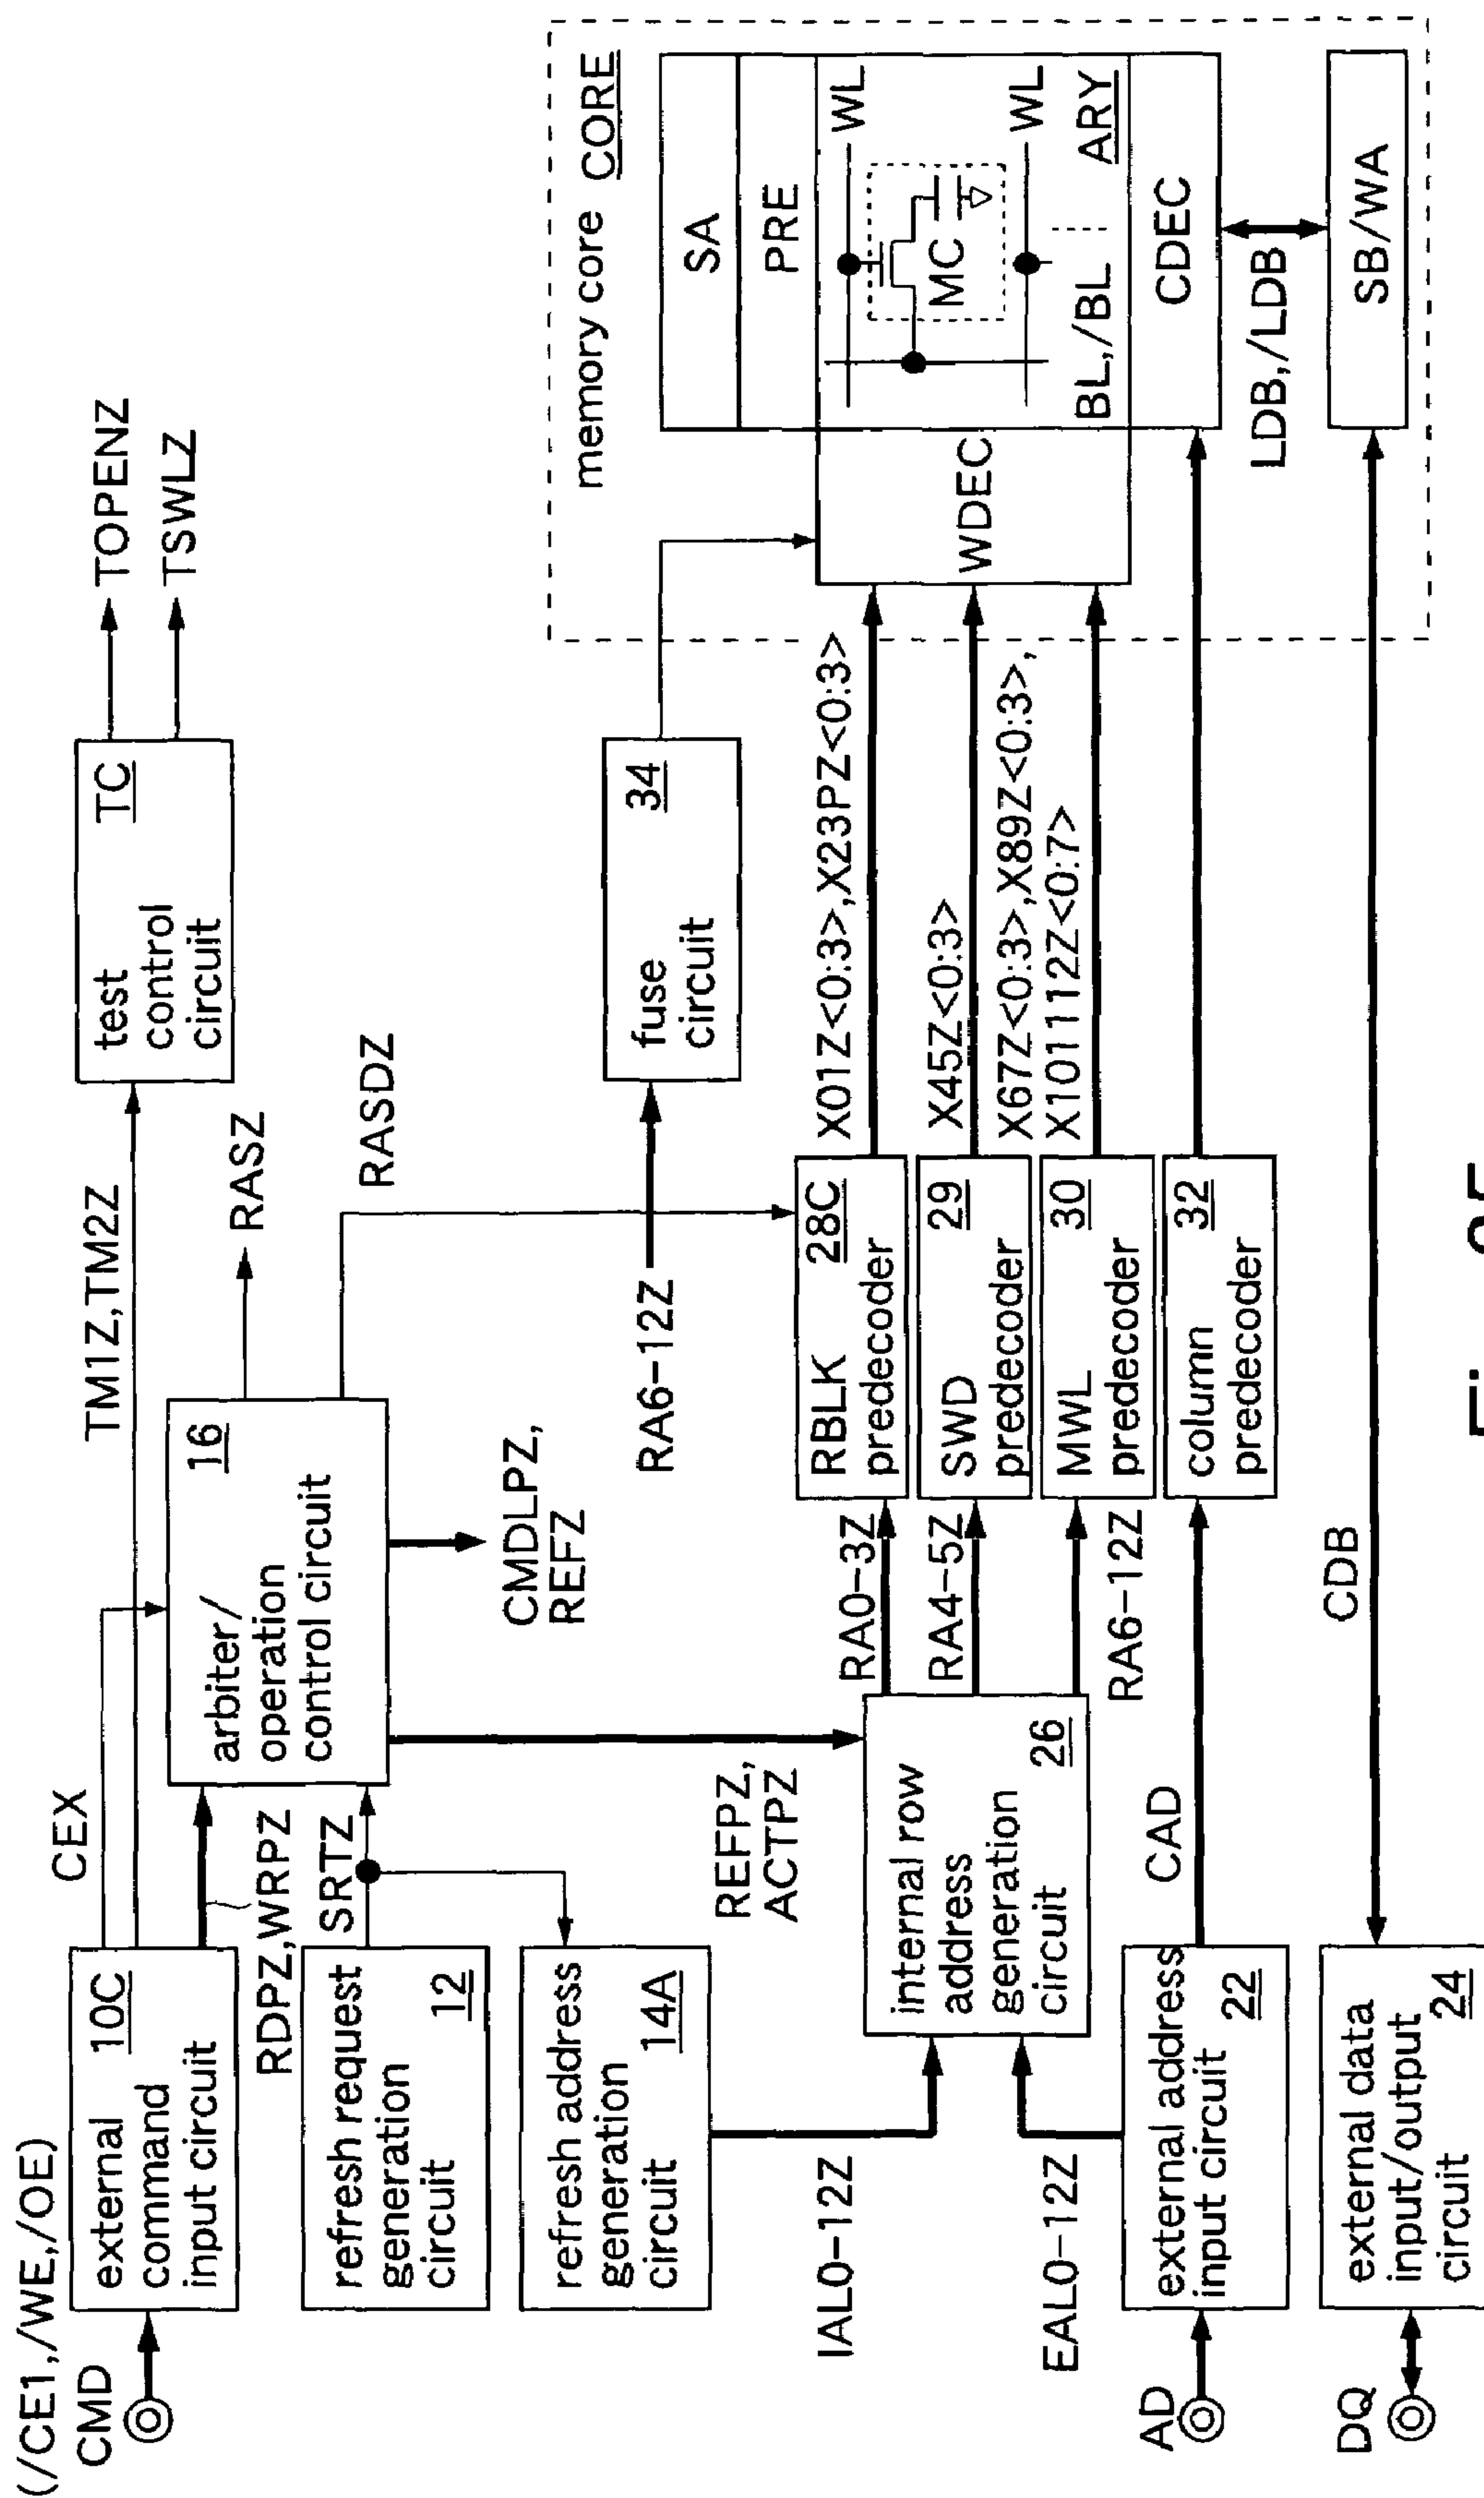 (/CE1,/WE,/OE)
CMD
external
command
input circuit
10C
CEX
TM1Z,TM2Z
RDPZ,WRPZ
test
control
circuit
TC
TOPENZ
TSWLZ
arbiter/
operation
control circuit
16
RASZ
RASDZ
refresh request
generation
circuit
12
SRTZ
CMDLPZ,
REFZ
refresh address
generation
circuit
14A
REFPZ,
ACTPZ
RA6-12Z
fuse
circuit
34
IAL0-12Z
EAL0-12Z
internal row
address
generation
circuit
26
RA0-3Z
RA4-5Z
RA6-12Z
RBLK
predecoder
28C
SWD
predecoder
29
MWL
predecoder
30
column
predecoder
32
X01Z<0:3>,X23PZ<0:3>
X45Z<0:3>
X67Z<0:3>,X89Z<0:3>,
X101112Z<0:7>
AD
external address
input circuit
22
CAD
DQ
external data
input/output
circuit
24
CDB
memory core CORE
SA
PRE
WDEC
WL
MC
WL
BL,/BL
ARY
CDEC
LDB,/LDB
SB/WA